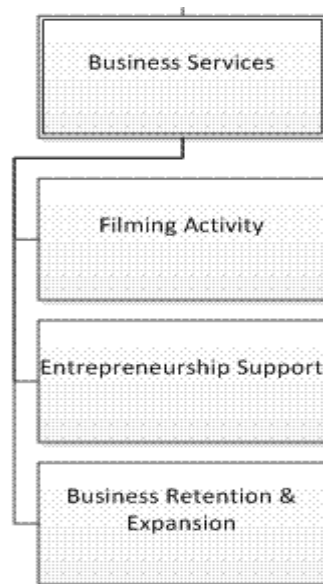 Business Services
Filming Activity
Entrepreneurship Support
Business Retention &
Expansion